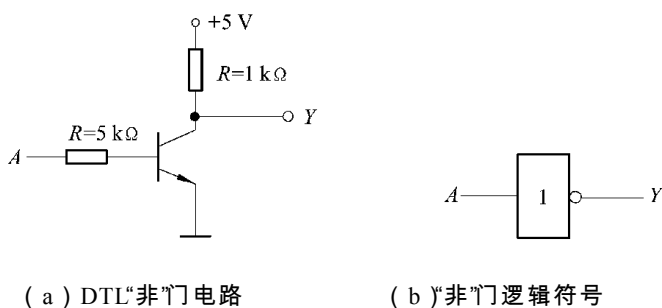 +5 V
R=1 kΩ
Y
R=5 kΩ
A
A
1
Y
（a）DTL“非”门电路
（b）“非”门逻辑符号